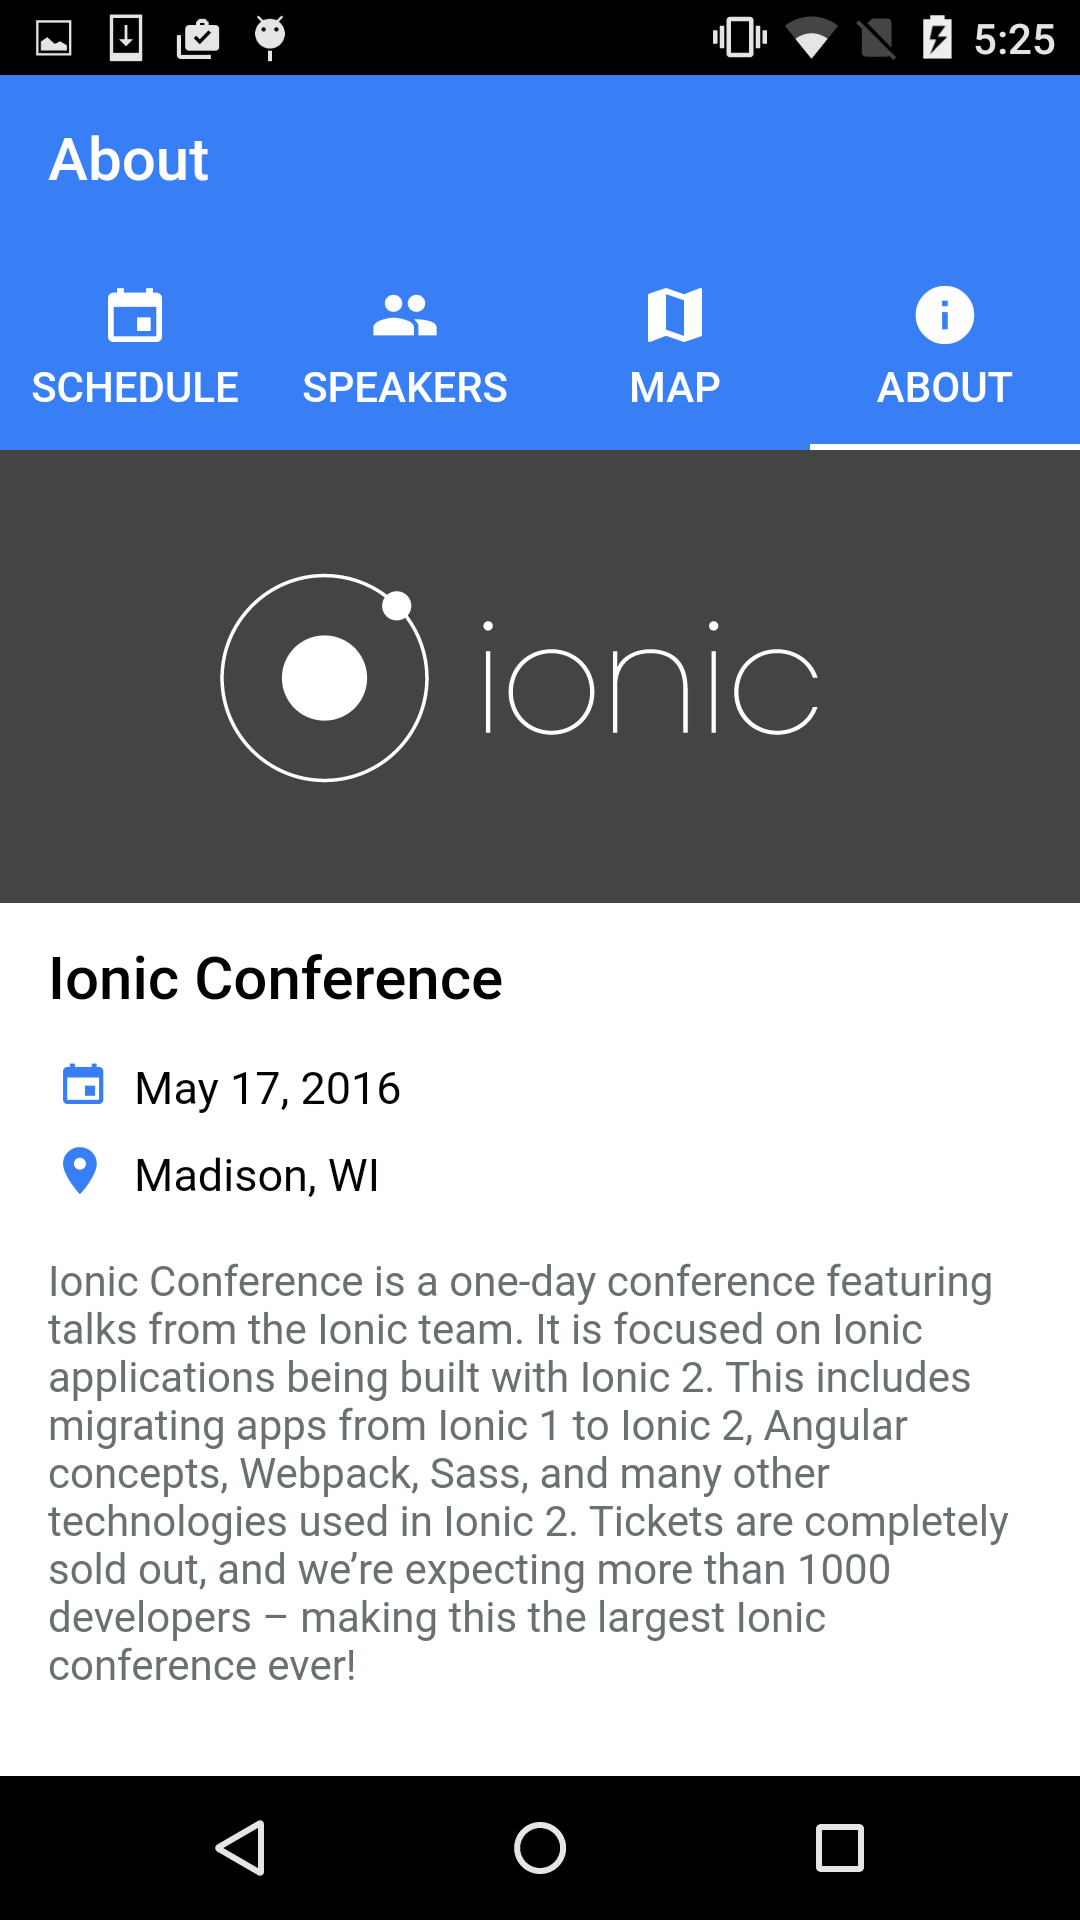 5:25
About
SCHEDULE SPEAKERS MAP ABOUT
ionic
Ionic Conference
May 17, 2016
Madison, WI
Ionic Conference is a one-day conference featuring
talks from the Ionic team. It is focused on Ionic
applications being built with Ionic 2. This includes
migrating apps from Ionic 1 to Ionic 2, Angular
concepts, Webpack, Sass, and many other
technologies used in Ionic 2. Tickets are completely
sold out, and we’re expecting more than 1000
developers – making this the largest Ionic
conference ever!